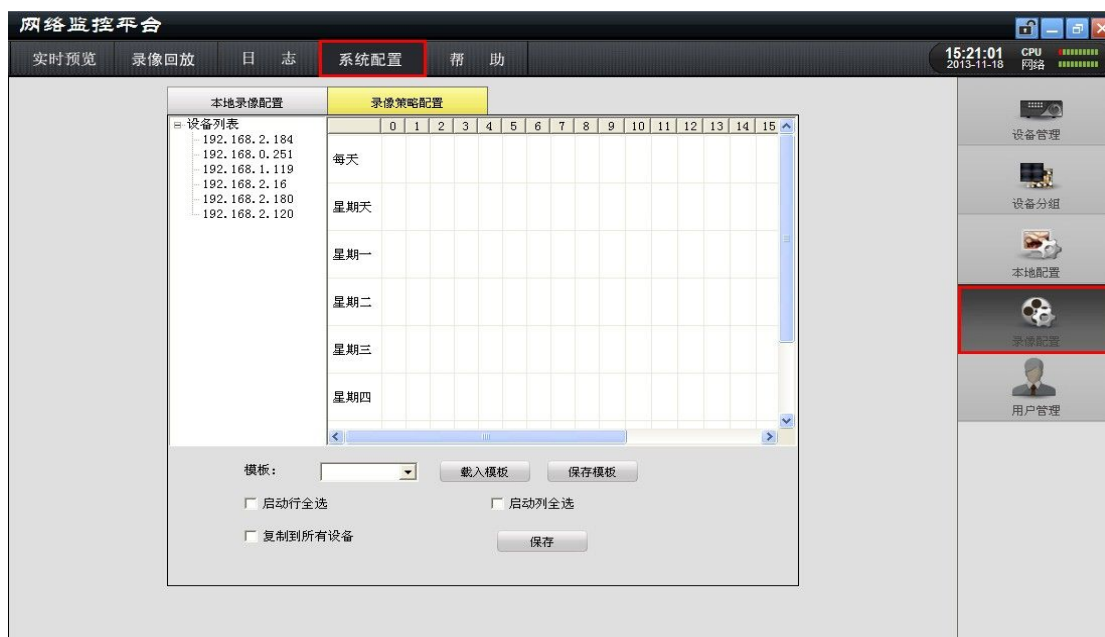 网络监控平台
实时预览 录像回放 日 志 系统配置 帮 助
15:21:01 CPU
2013-11-18 网络
本地录像配置 录像策略配置
设备列表
192.168.2.184
192.168.0.251
192.168.1.119
192.168.2.16
192.168.2.180
192.168.2.120
0 1 2 3 4 5 6 7 8 9 10 11 12 13 14 15
每天
星期天
星期一
星期二
星期三
星期四
模板：
载入模板 保存模板
启动行全选 启动列全选
复制到所有设备 保存
设备管理
设备分组
本地配置
录像配置
用户管理